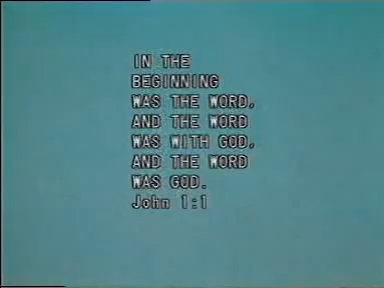 IN THE
BEGINNING
WAS THE WORD,
AND THE WORD
WAS WITH GOD,
AND THE WORD
WAS GOD.
John 1:1